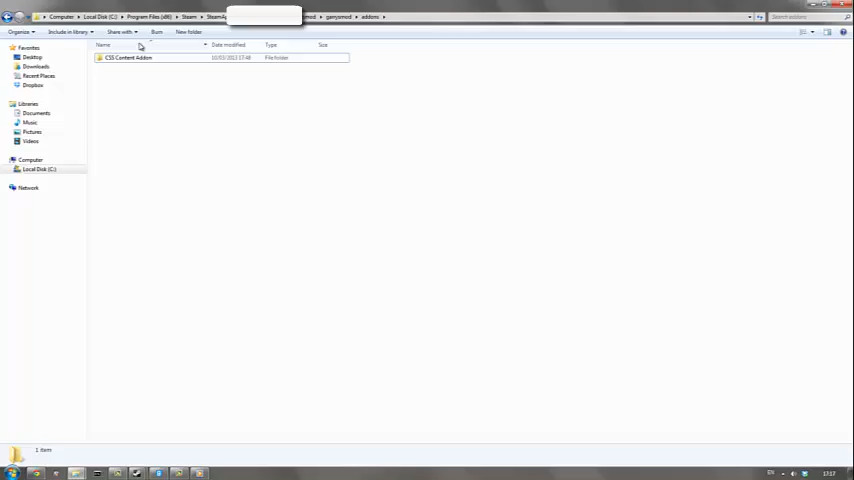 Computer ▸ Local Disk (C:) ▸ Program Files (x86) ▸ Steam ▸ mod ▸ garrysmod ▸ addons ▸
Search addons
Organize Include in library Share with Burn New folder
Name Date modified Type Size
CSS Content Addon 10/03/2013 17:48 File folder
Favorites
Desktop
Downloads
Recent Places
Dropbox
Libraries
Documents
Music
Pictures
Videos
Computer
Local Disk (C:)
Network
1 item
EN 17:17